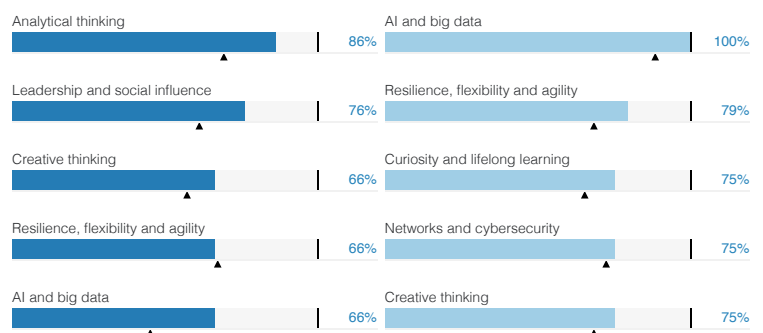 Analytical thinking
86%
Leadership and social influence
76%
Creative thinking
66%
Resilience, flexibility and agility
66%
AI and big data
66%
AI and big data
100%
Resilience, flexibility and agility
79%
Curiosity and lifelong learning
75%
Networks and cybersecurity
75%
Creative thinking
75%